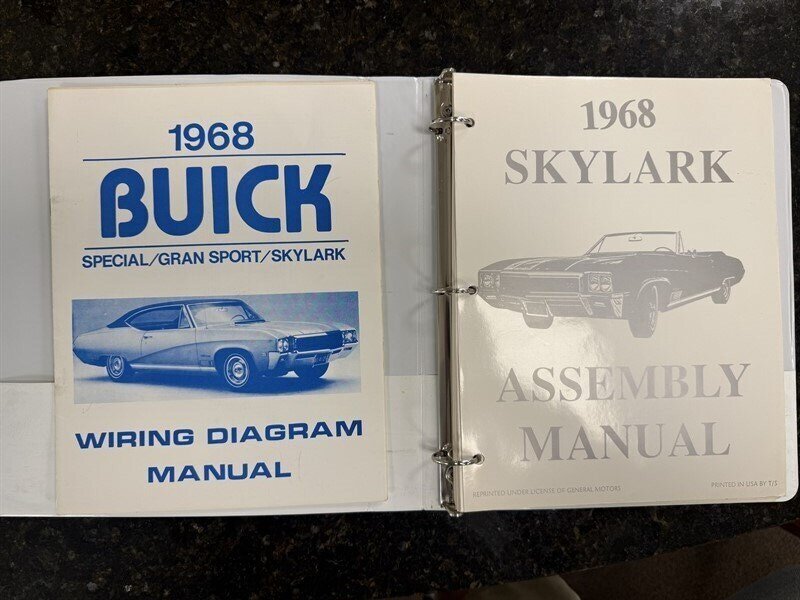 1968
BUICK
SPECIAL/GRAN SPORT/SKYLARK
WIRING DIAGRAM
MANUAL
1968
SKYLARK
ASSEMBLY
MANUAL
REPRINTED UNDER LICENSE OF GENERAL MOTORS
PRINTED IN USA BY T/S